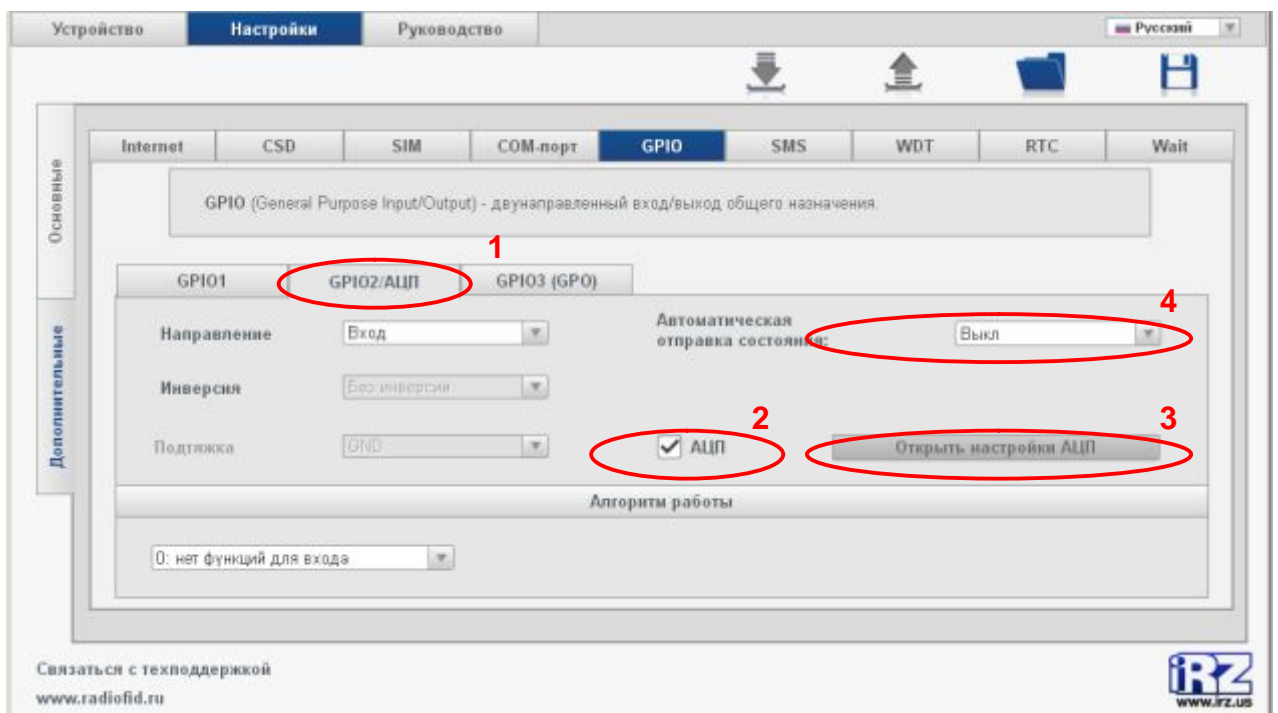 Устройство Настройки Руководство Русский
Internet CSD SIM COM-порт GPIO SMS WDT RTC Wait
Основные
GPIO (General Purpose Input/Output) - двунаправленный вход/выход общего назначения.
1
GPIO1 GPIO2/АЦП GPIO3 (GPO)
4
Направление Вход Автоматическая отправка состояния: Выкл
Дополнительные
Инверсия Без инверсии
2 3
Подтяжка GND АЦП Открыть настройки АЦП
Алгоритм работы
0: нет функций для входа
Связаться с техподдержкой
www.radiofid.ru
iRZ
www.irz.us